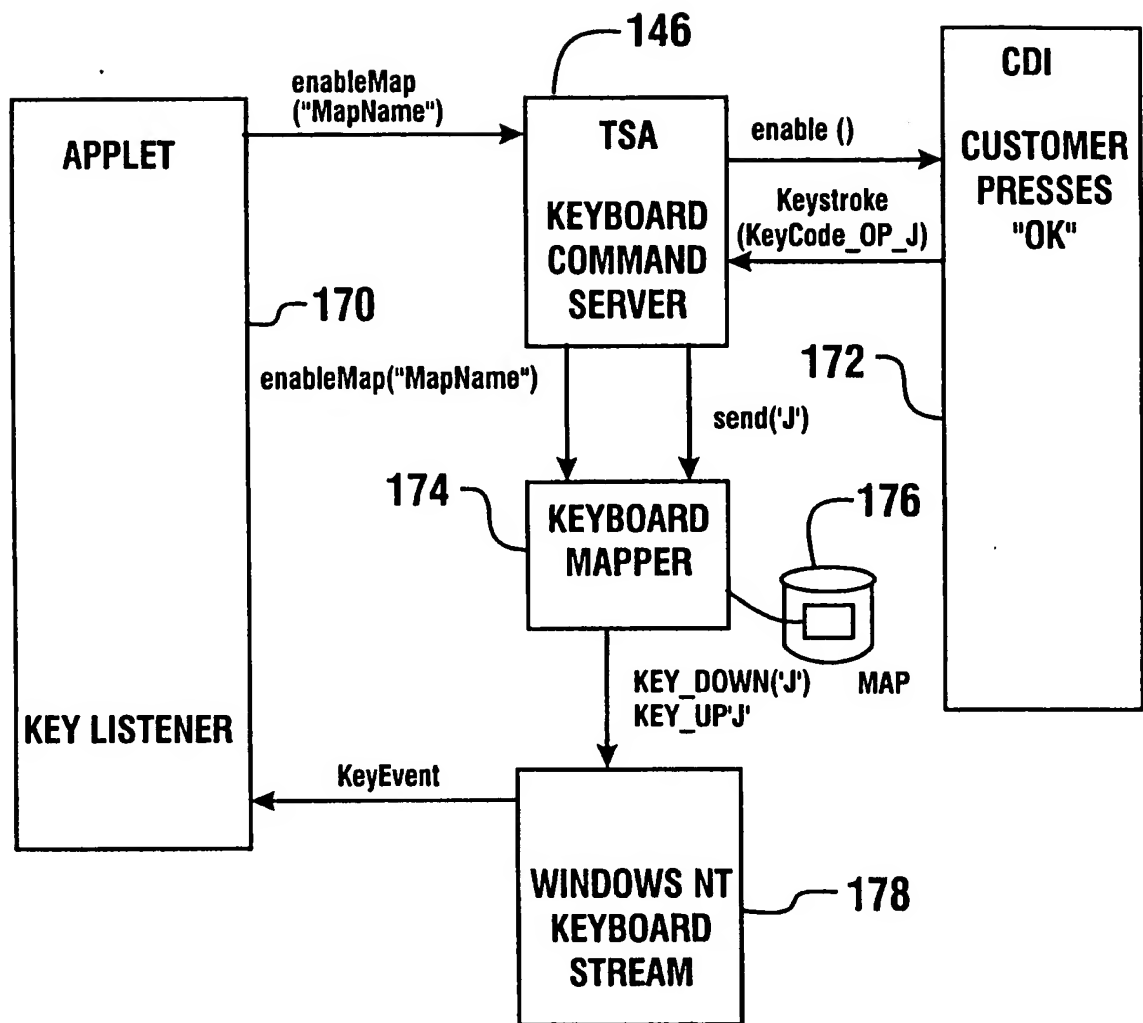 146
CDI
CUSTOMER
PRESSES
"OK"
enableMap
("MapName")
APPLET
TSA
KEYBOARD
COMMAND
SERVER
enable ()
Keystroke
(KeyCode_OP_J)
170
172
enableMap("MapName")
send('J')
174
KEYBOARD
MAPPER
176
MAP
KEY_DOWN('J')
KEY_UP'J'
KEY LISTENER
KeyEvent
WINDOWS NT
KEYBOARD
STREAM
178